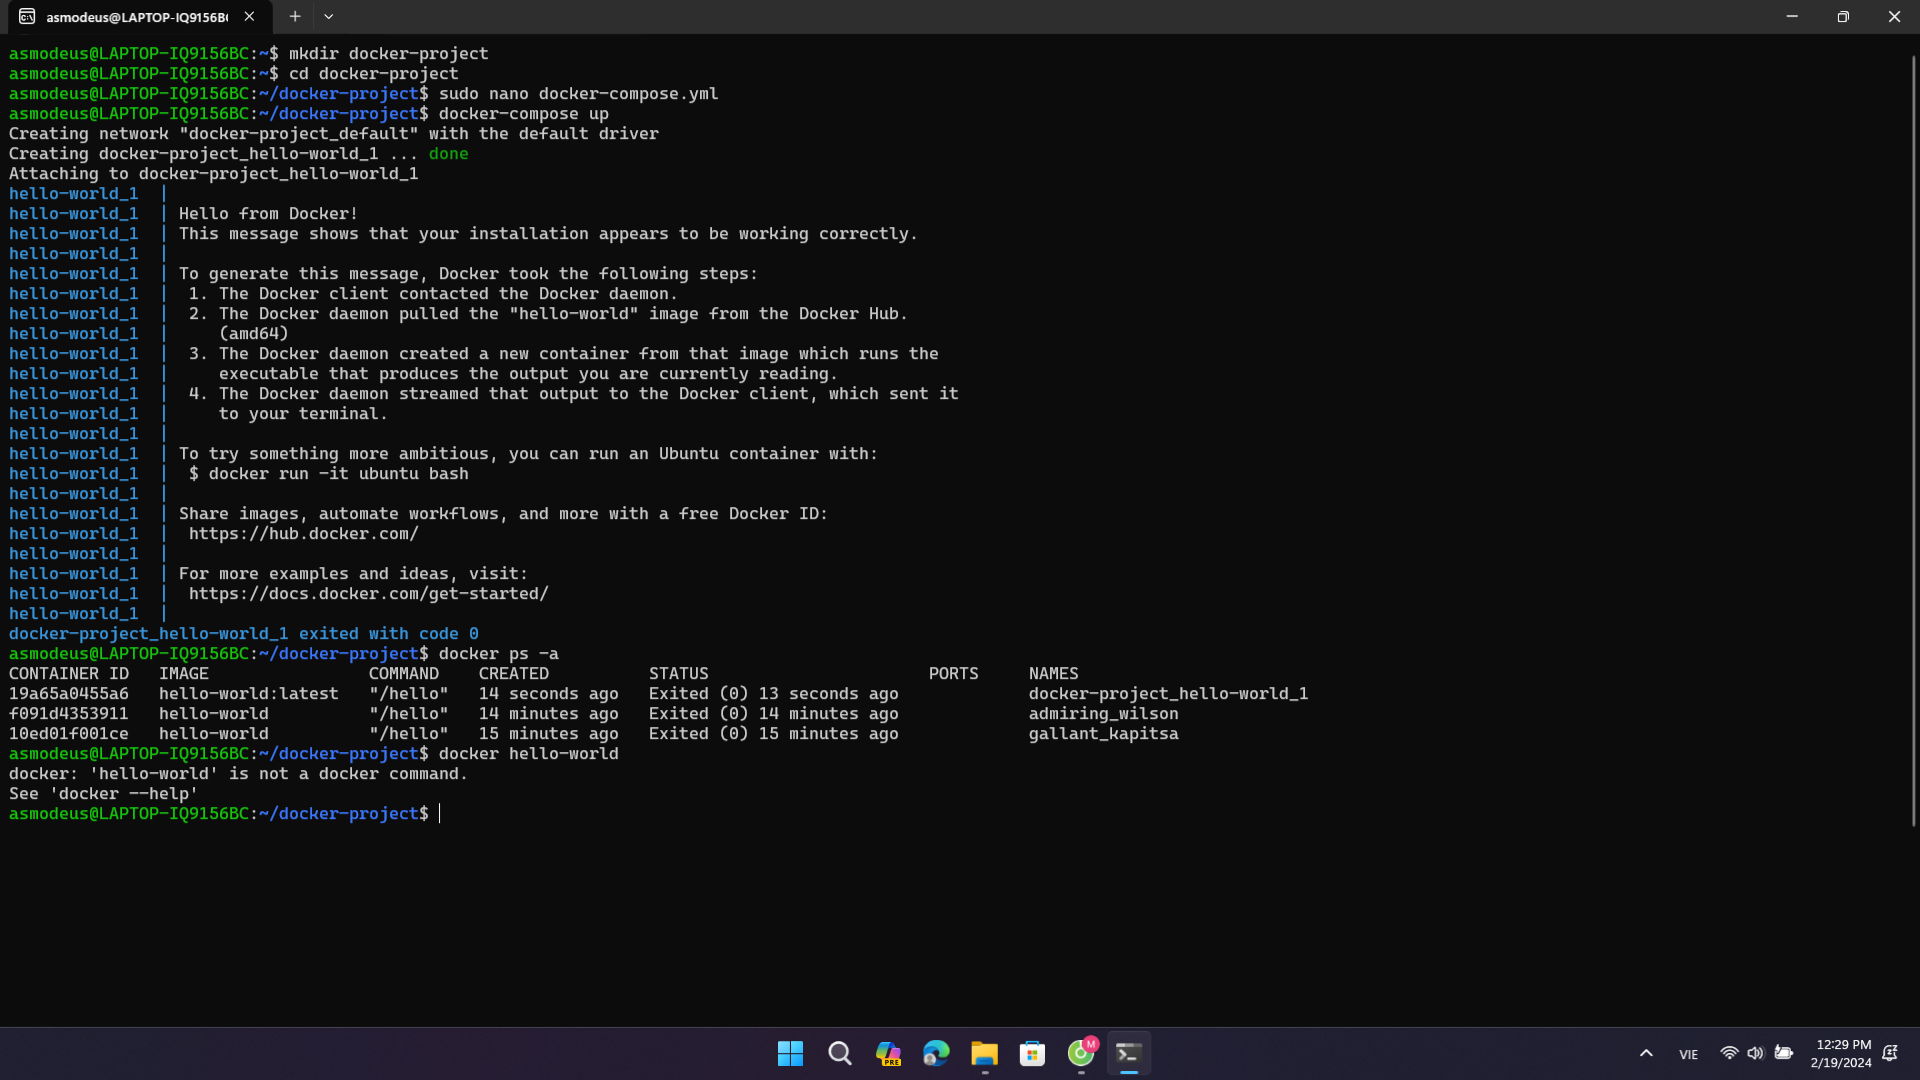 asmodeus@LAPTOP-IQ9156B
asmodeus@LAPTOP-IQ9156BC:~$ mkdir docker-project
asmodeus@LAPTOP-IQ9156BC:~$ cd docker-project
asmodeus@LAPTOP-IQ9156BC:~/docker-project$ sudo nano docker-compose.yml
asmodeus@LAPTOP-IQ9156BC:~/docker-project$ docker-compose up
Creating network "docker-project_default" with the default driver
Creating docker-project_hello-world_1 ... done
Attaching to docker-project_hello-world_1
hello-world_1  |
hello-world_1  | Hello from Docker!
hello-world_1  | This message shows that your installation appears to be working correctly.
hello-world_1  |
hello-world_1  | To generate this message, Docker took the following steps:
hello-world_1  |  1. The Docker client contacted the Docker daemon.
hello-world_1  |  2. The Docker daemon pulled the "hello-world" image from the Docker Hub.
hello-world_1  |     (amd64)
hello-world_1  |  3. The Docker daemon created a new container from that image which runs the
hello-world_1  |     executable that produces the output you are currently reading.
hello-world_1  |  4. The Docker daemon streamed that output to the Docker client, which sent it
hello-world_1  |     to your terminal.
hello-world_1  |
hello-world_1  | To try something more ambitious, you can run an Ubuntu container with:
hello-world_1  |  $ docker run -it ubuntu bash
hello-world_1  |
hello-world_1  | Share images, automate workflows, and more with a free Docker ID:
hello-world_1  |  https://hub.docker.com/
hello-world_1  |
hello-world_1  | For more examples and ideas, visit:
hello-world_1  |  https://docs.docker.com/get-started/
hello-world_1  |
docker-project_hello-world_1 exited with code 0
asmodeus@LAPTOP-IQ9156BC:~/docker-project$ docker ps -a
CONTAINER ID   IMAGE                COMMAND    CREATED          STATUS                      PORTS     NAMES
19a65a0455a6   hello-world:latest   "/hello"   14 seconds ago   Exited (0) 13 seconds ago             docker-project_hello-world_1
f091d4353911   hello-world          "/hello"   14 minutes ago   Exited (0) 14 minutes ago             admiring_wilson
10ed01f001ce   hello-world          "/hello"   15 minutes ago   Exited (0) 15 minutes ago             gallant_kapitsa
asmodeus@LAPTOP-IQ9156BC:~/docker-project$ docker hello-world
docker: 'hello-world' is not a docker command.
See 'docker --help'
asmodeus@LAPTOP-IQ9156BC:~/docker-project$
PRE
M
VIE
12:29 PM
2/19/2024